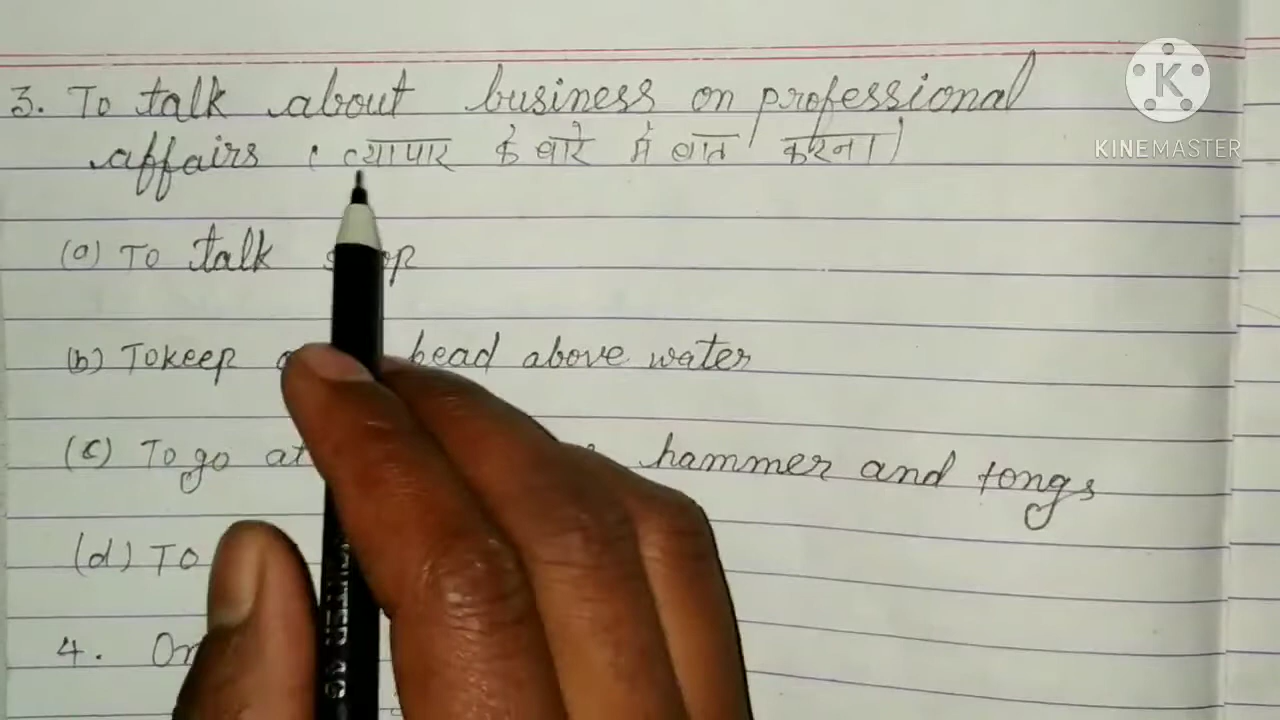 3. To talk about business on professional
affairs (व्यापार के बारे में बात करना)
(a) To talk
(b) To keep head above water
(c) To go at hammer and tongs
(d) To
4.
K
KINEMASTER